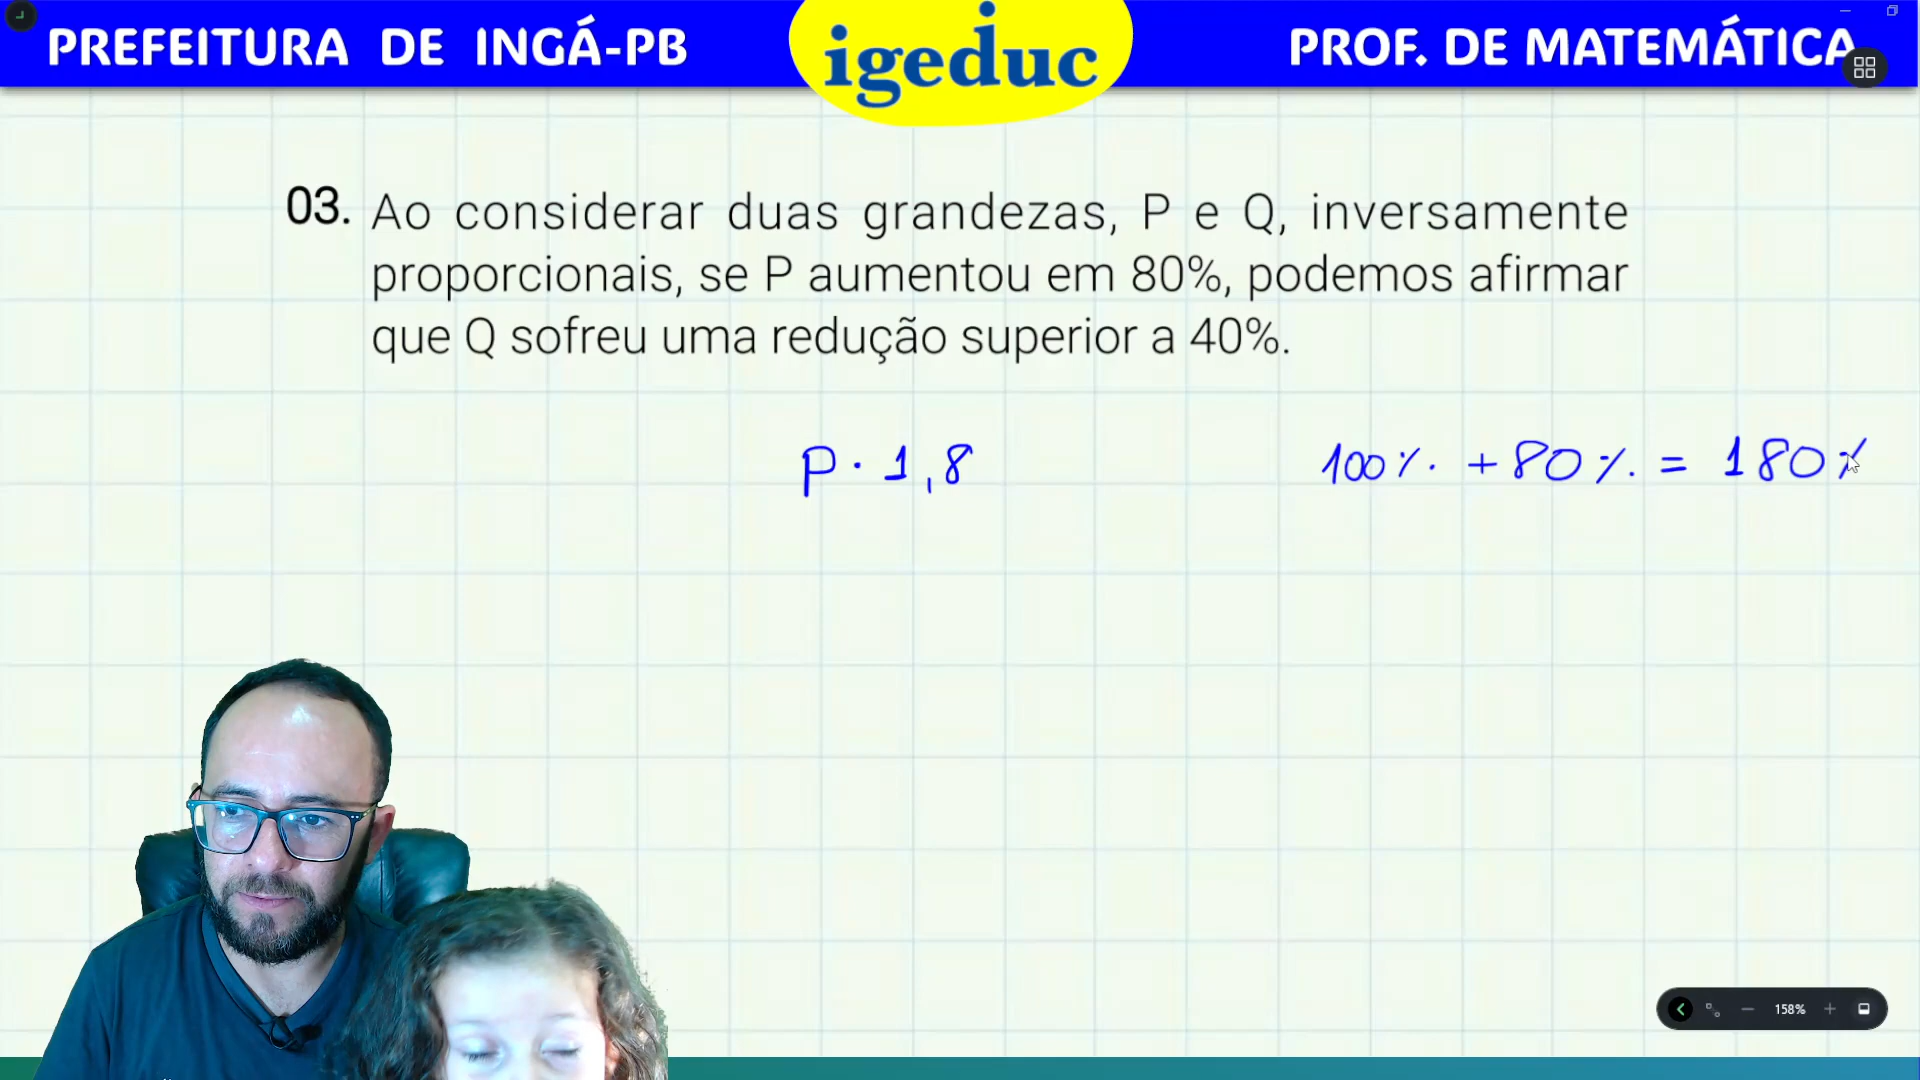 PREFEITURA DE INGÁ-PB
igeduc
PROF. DE MATEMÁTICA
03. Ao considerar duas grandezas, P e Q, inversamente
proporcionais, se P aumentou em 80%, podemos afirmar
que Q sofreu uma redução superior a 40%.
P · 1,8
100% + 80% = 180%
158%